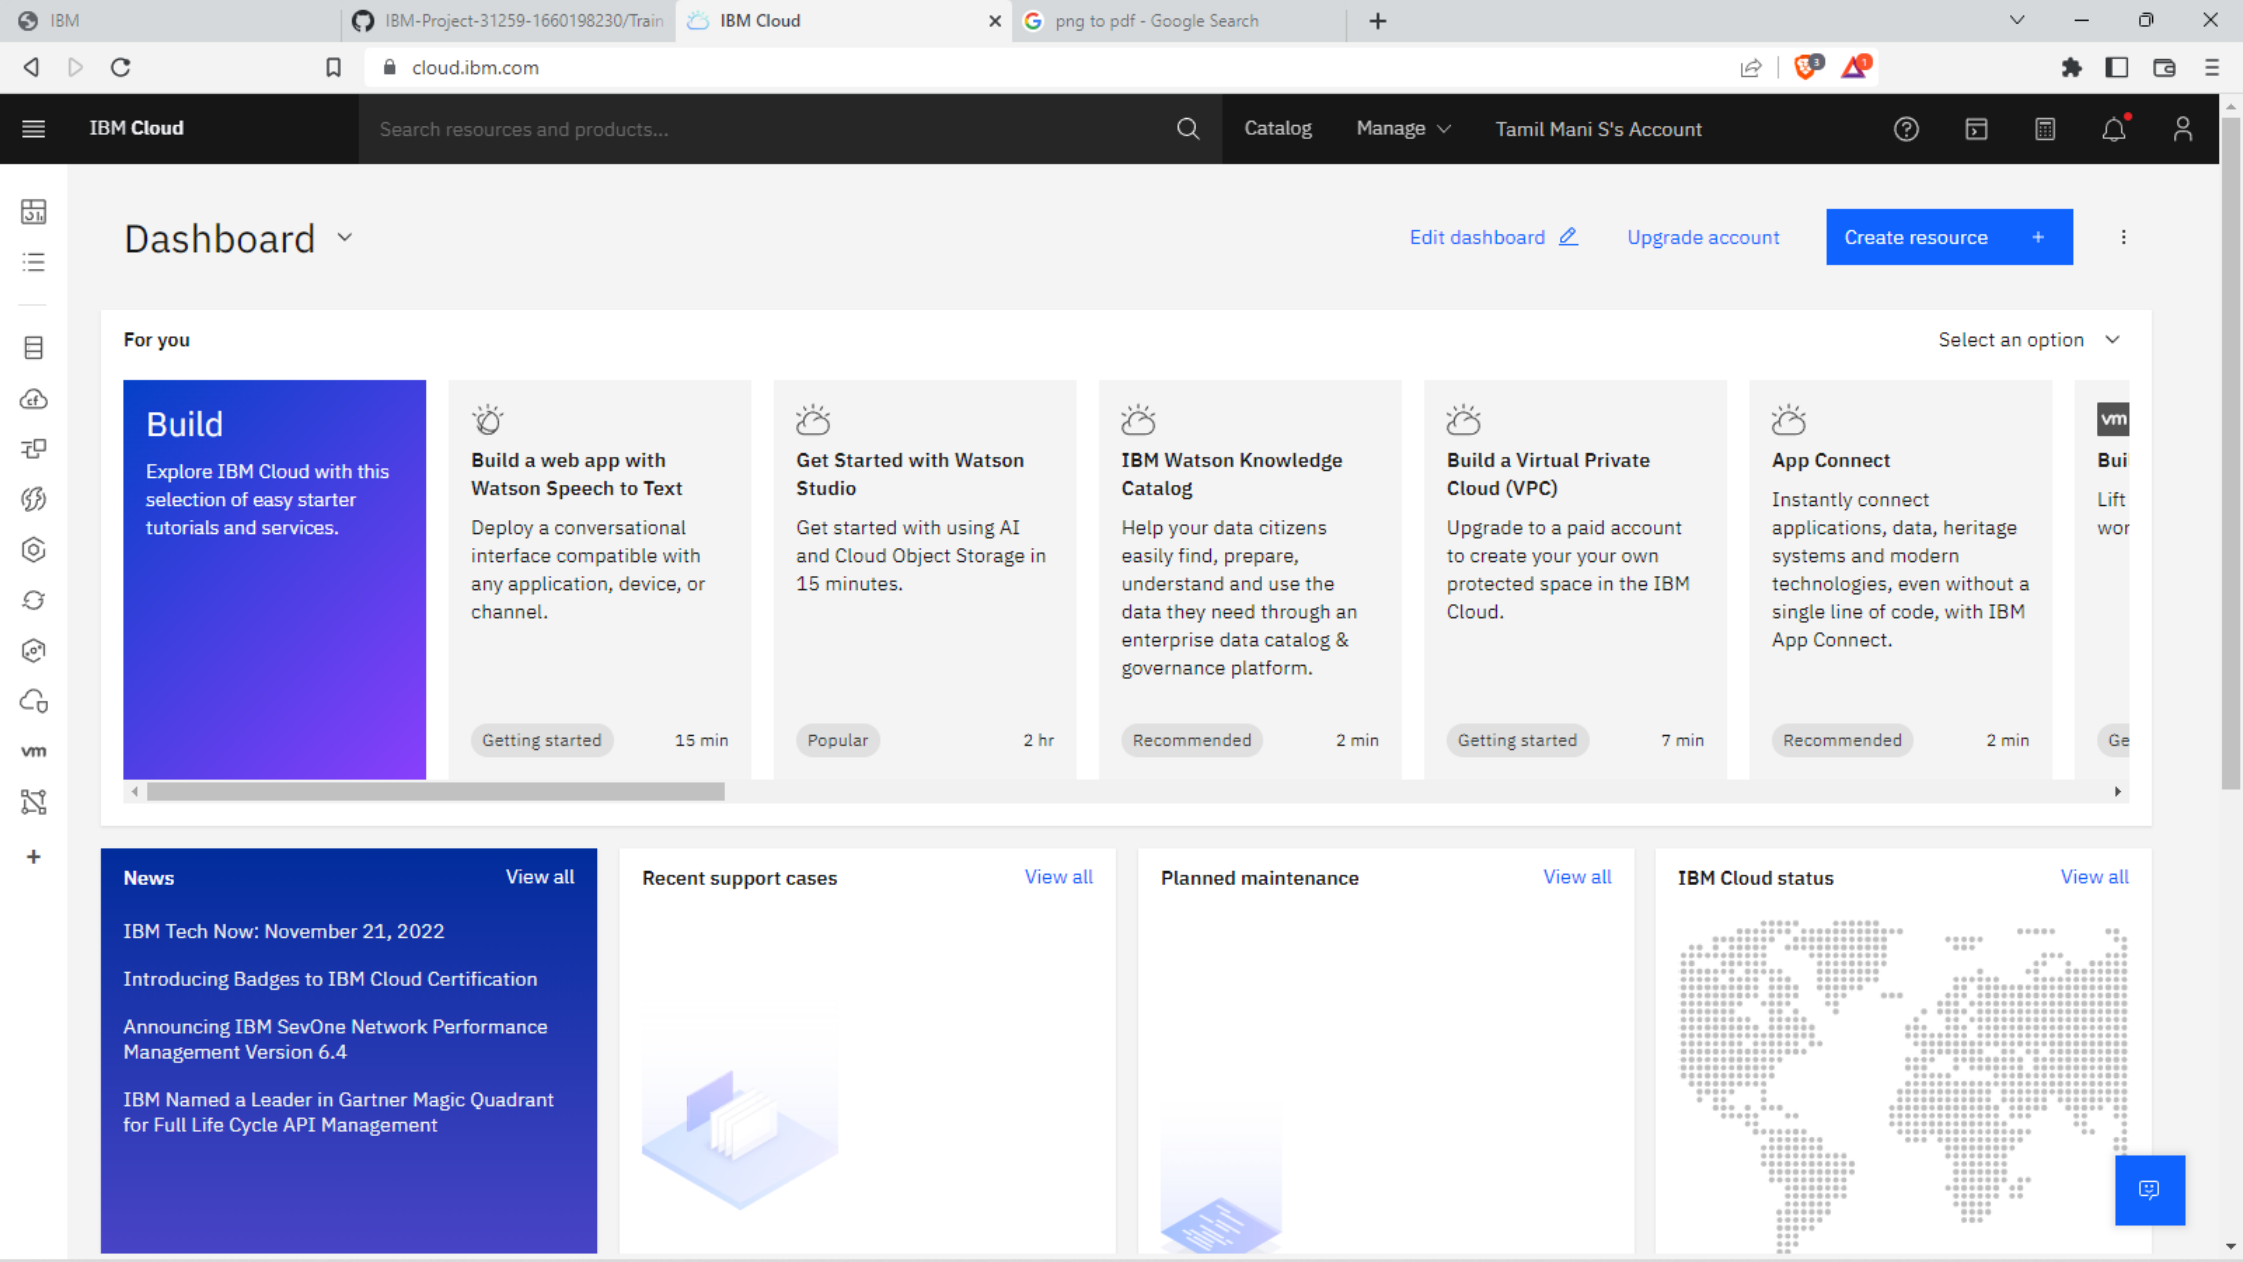 IBM
IBM-Project-31259-1660198230/Train
IBM Cloud
png to pdf - Google Search
cloud.ibm.com
3
1
IBM Cloud
Search resources and products...
Catalog
Manage
Tamil Mani S's Account
Dashboard
Edit dashboard
Upgrade account
Create resource +
For you
Select an option
Build
Explore IBM Cloud with this
selection of easy starter
tutorials and services.
Build a web app with
Watson Speech to Text
Deploy a conversational
interface compatible with
any application, device, or
channel.
Getting started
15 min
Get Started with Watson
Studio
Get started with using AI
and Cloud Object Storage in
15 minutes.
Popular
2 hr
IBM Watson Knowledge
Catalog
Help your data citizens
easily find, prepare,
understand and use the
data they need through an
enterprise data catalog &
governance platform.
Recommended
2 min
Build a Virtual Private
Cloud (VPC)
Upgrade to a paid account
to create your your own
protected space in the IBM
Cloud.
Getting started
7 min
App Connect
Instantly connect
applications, data, heritage
systems and modern
technologies, even without a
single line of code, with IBM
App Connect.
Recommended
2 min
vm
Bui
Lift
wor
Ge
cf
vm
News
View all
IBM Tech Now: November 21, 2022
Introducing Badges to IBM Cloud Certification
Announcing IBM SevOne Network Performance
Management Version 6.4
IBM Named a Leader in Gartner Magic Quadrant
for Full Life Cycle API Management
Recent support cases
View all
Planned maintenance
View all
IBM Cloud status
View all